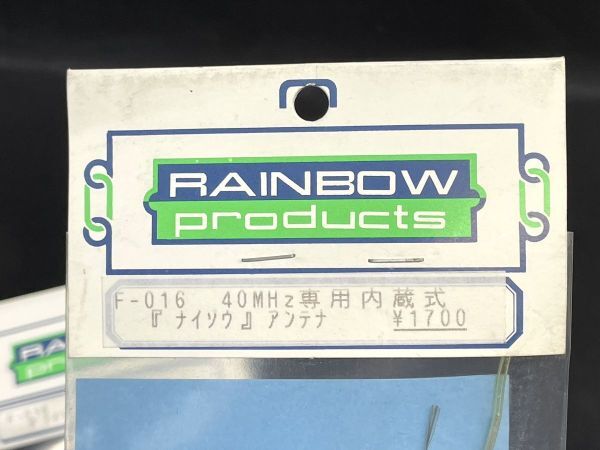 RAINBOW
products
F-016 40MHz専用内蔵式
『ナイソウ』アンテナ ¥1700
RAIN